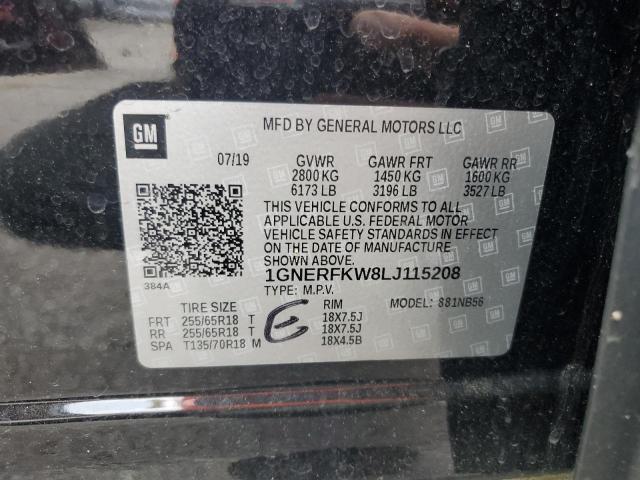 GM
MFD BY GENERAL MOTORS LLC
07/19 GVWR GAWR FRT GAWR RR
2800 KG 1450 KG 1600 KG
6173 LB 3196 LB 3527 LB
THIS VEHICLE CONFORMS TO ALL
APPLICABLE U.S. FEDERAL MOTOR
VEHICLE SAFETY STANDARDS IN EFFECT
ON THE DATE OF MANUFACTURE
SHOWN ABOVE.
1GNERFKW8LJ115208
384A
TYPE: M.P.V.
MODEL: 881NB56
TIRE SIZE RIM
FRT 255/65R18 T 18X7.5J
RR 255/65R18 T 18X7.5J
SPA T135/70R18 M 18X4.5B
E